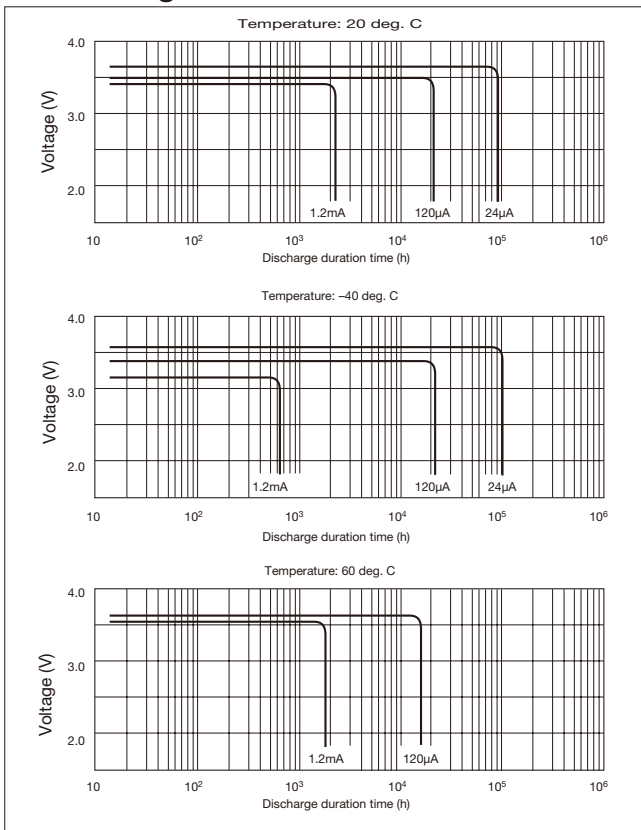 Temperature: 20 deg. C
4.0
3.0
2.0
Voltage (V)
1.2mA 120µA 24µA
10 10² 10³ 10⁴ 10⁵ 10⁶
Discharge duration time (h)
Temperature: –40 deg. C
4.0
3.0
2.0
Voltage (V)
1.2mA 120µA 24µA
10 10² 10³ 10⁴ 10⁵ 10⁶
Discharge duration time (h)
Temperature: 60 deg. C
4.0
3.0
2.0
Voltage (V)
1.2mA 120µA
10 10² 10³ 10⁴ 10⁵ 10⁶
Discharge duration time (h)